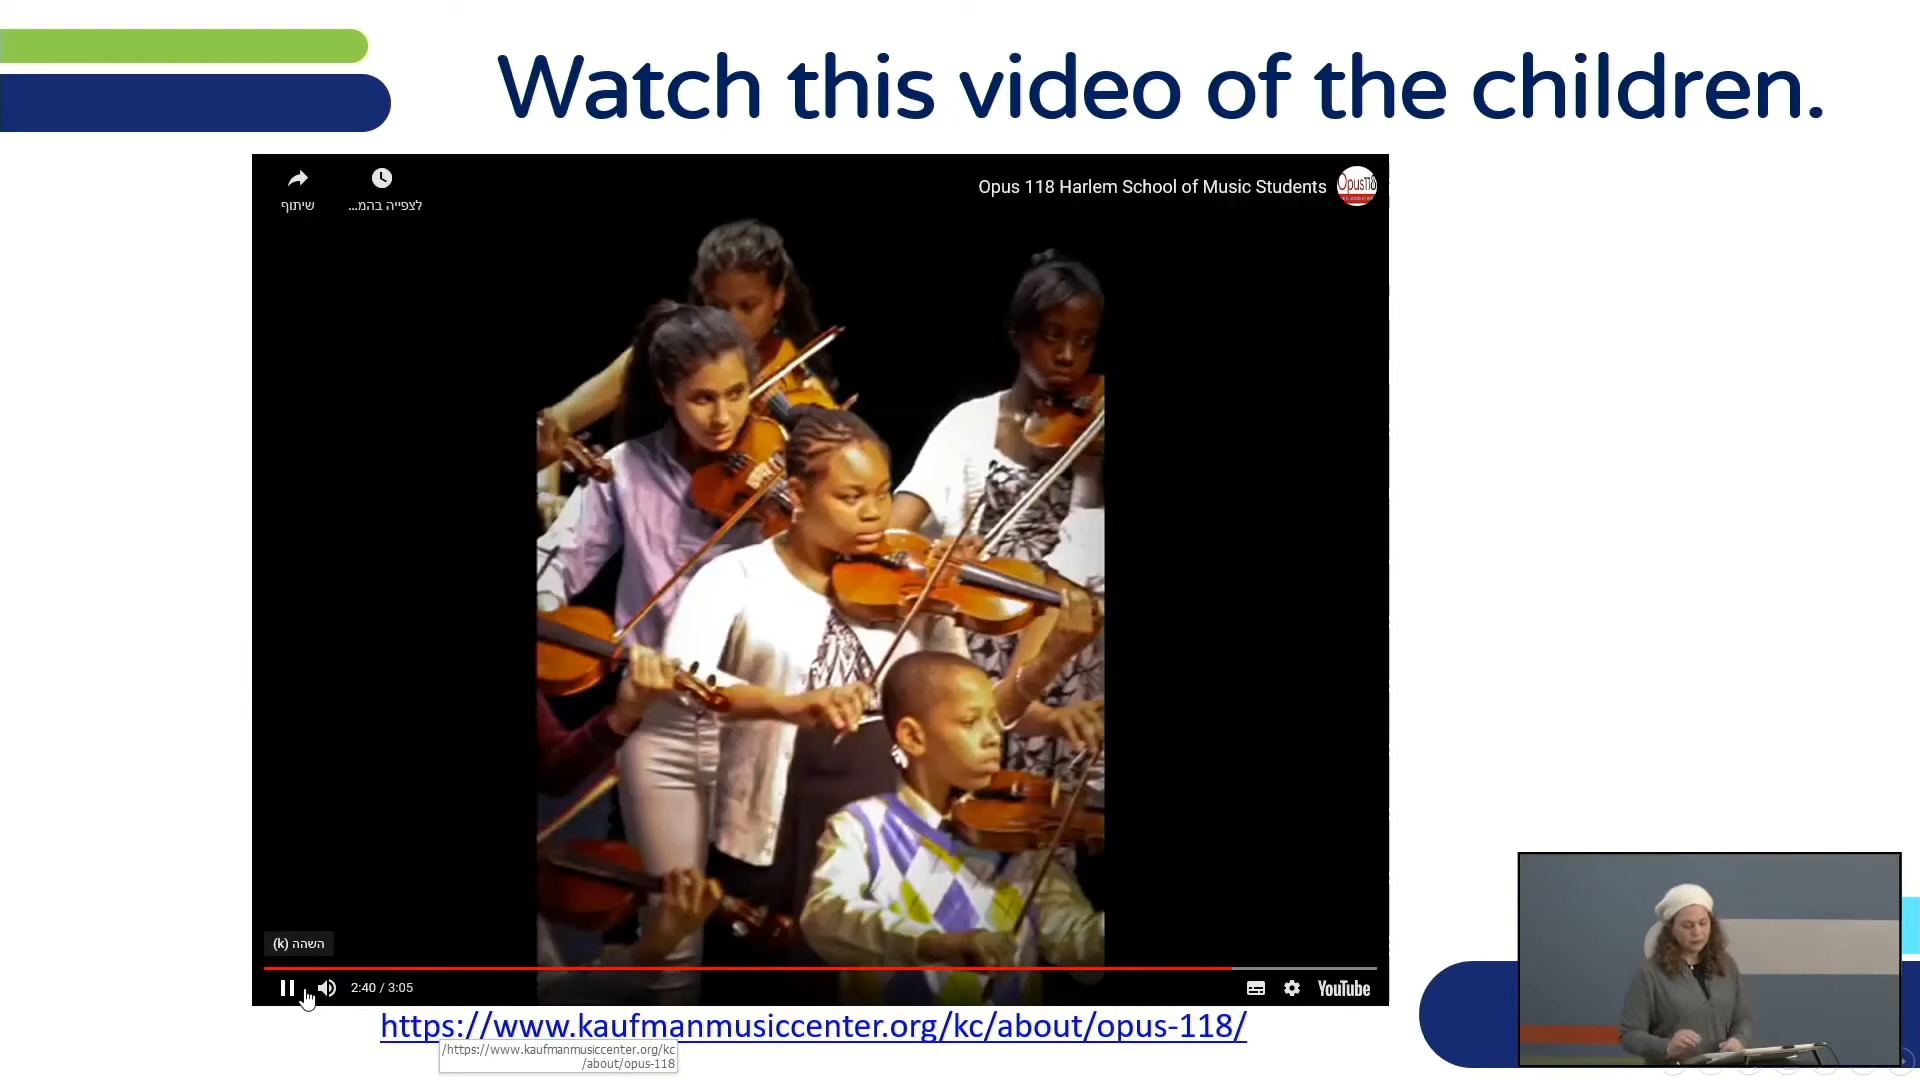 Watch this video of the children.
שיתוף
לצפייה בהמ...
Opus 118 Harlem School of Music Students
Opus118
השהה (k)
2:40 / 3:05
YouTube
https://www.kaufmanmusiccenter.org/kc/about/opus-118/
/https://www.kaufmanmusiccenter.org/kc
/about/opus-118